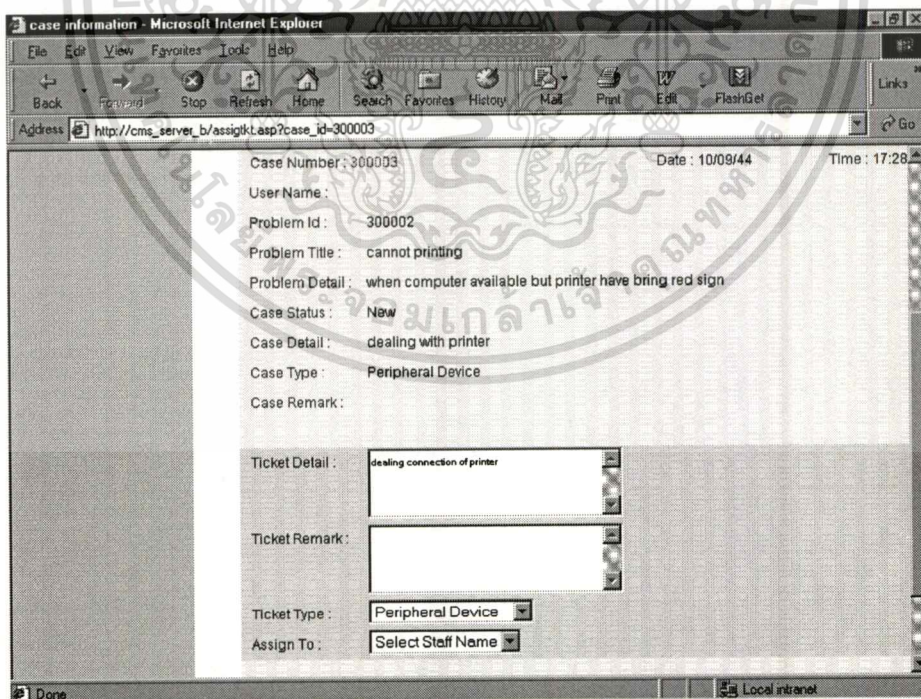 case information - Microsoft Internet Explorer
File Edit View Favorites Tools Help
Back Forward Stop Refresh Home Search Favorites History Mail Print Edit FlashGet Links »
Address http://cms_server_b/assigtkt.asp?case_id=300003 Go
Case Number : 300003 Date : 10/09/44 Time : 17:28
User Name :
Problem Id : 300002
Problem Title : cannot printing
Problem Detail : when computer available but printer have bring red sign
Case Status : New
Case Detail : dealing with printer
Case Type : Peripheral Device
Case Remark :
Ticket Detail : dealing connection of printer
Ticket Remark :
Ticket Type : Peripheral Device
Assign To : Select Staff Name
Done Local intranet